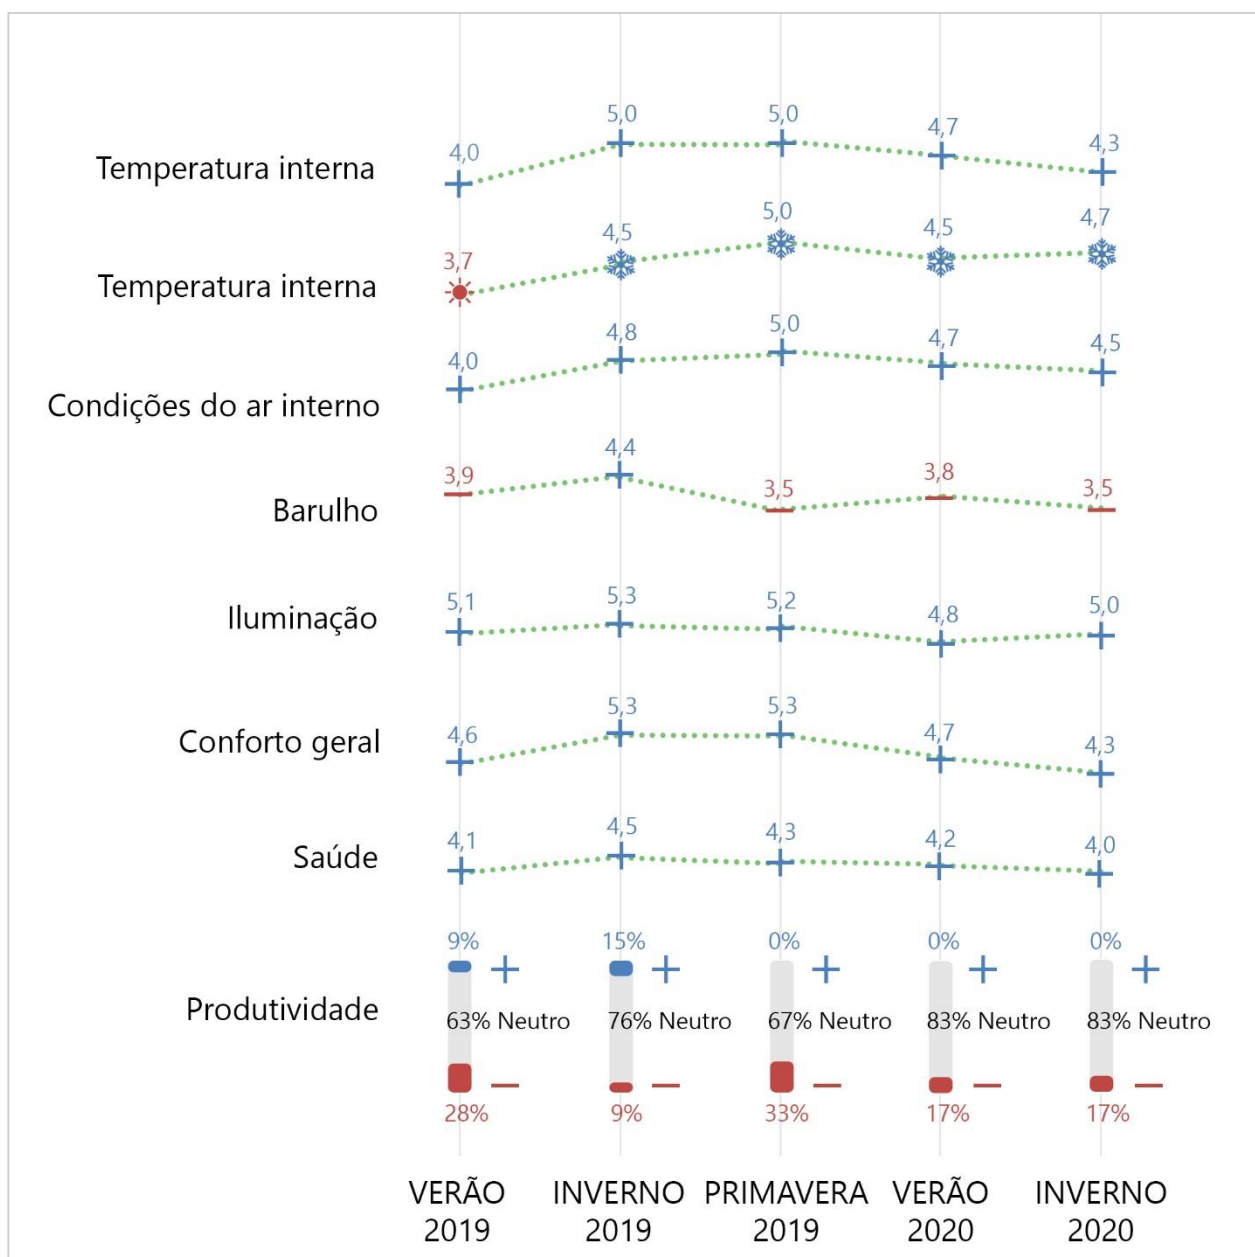 5,0 5,0
4,7
4,0 4,3
Temperatura interna
5,0
4,5 4,5 4,7
3,7
Temperatura interna
4,8 5,0
4,0 4,7 4,5
Condições do ar interno
4,4
3,9 3,5 3,8 3,5
Barulho
5,1 5,3 5,2 4,8 5,0
Iluminação
5,3 5,3
4,6 4,7 4,3
Conforto geral
4,1 4,5 4,3 4,2 4,0
Saúde
9% 15% 0% 0% 0%
+ + + + +
Produtividade
63% Neutro 76% Neutro 67% Neutro 83% Neutro 83% Neutro
− − − − −
28% 9% 33% 17% 17%
VERÃO INVERNO PRIMAVERA VERÃO INVERNO
2019 2019 2019 2020 2020